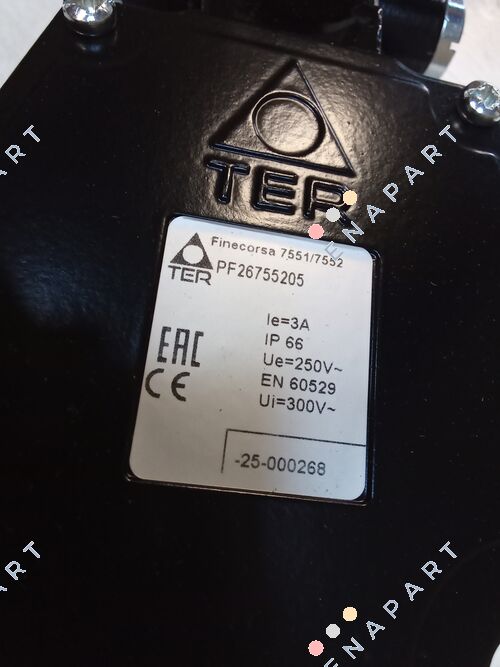 TER
Finecorsa 7551/7552
TER
PF26755205
Ie=3A
IP 66
Ue=250V~
EN 60529
Ui=300V~
EAC
CE
-25-000268
ENAPART
ENAPART
ENAPART
ENAPART